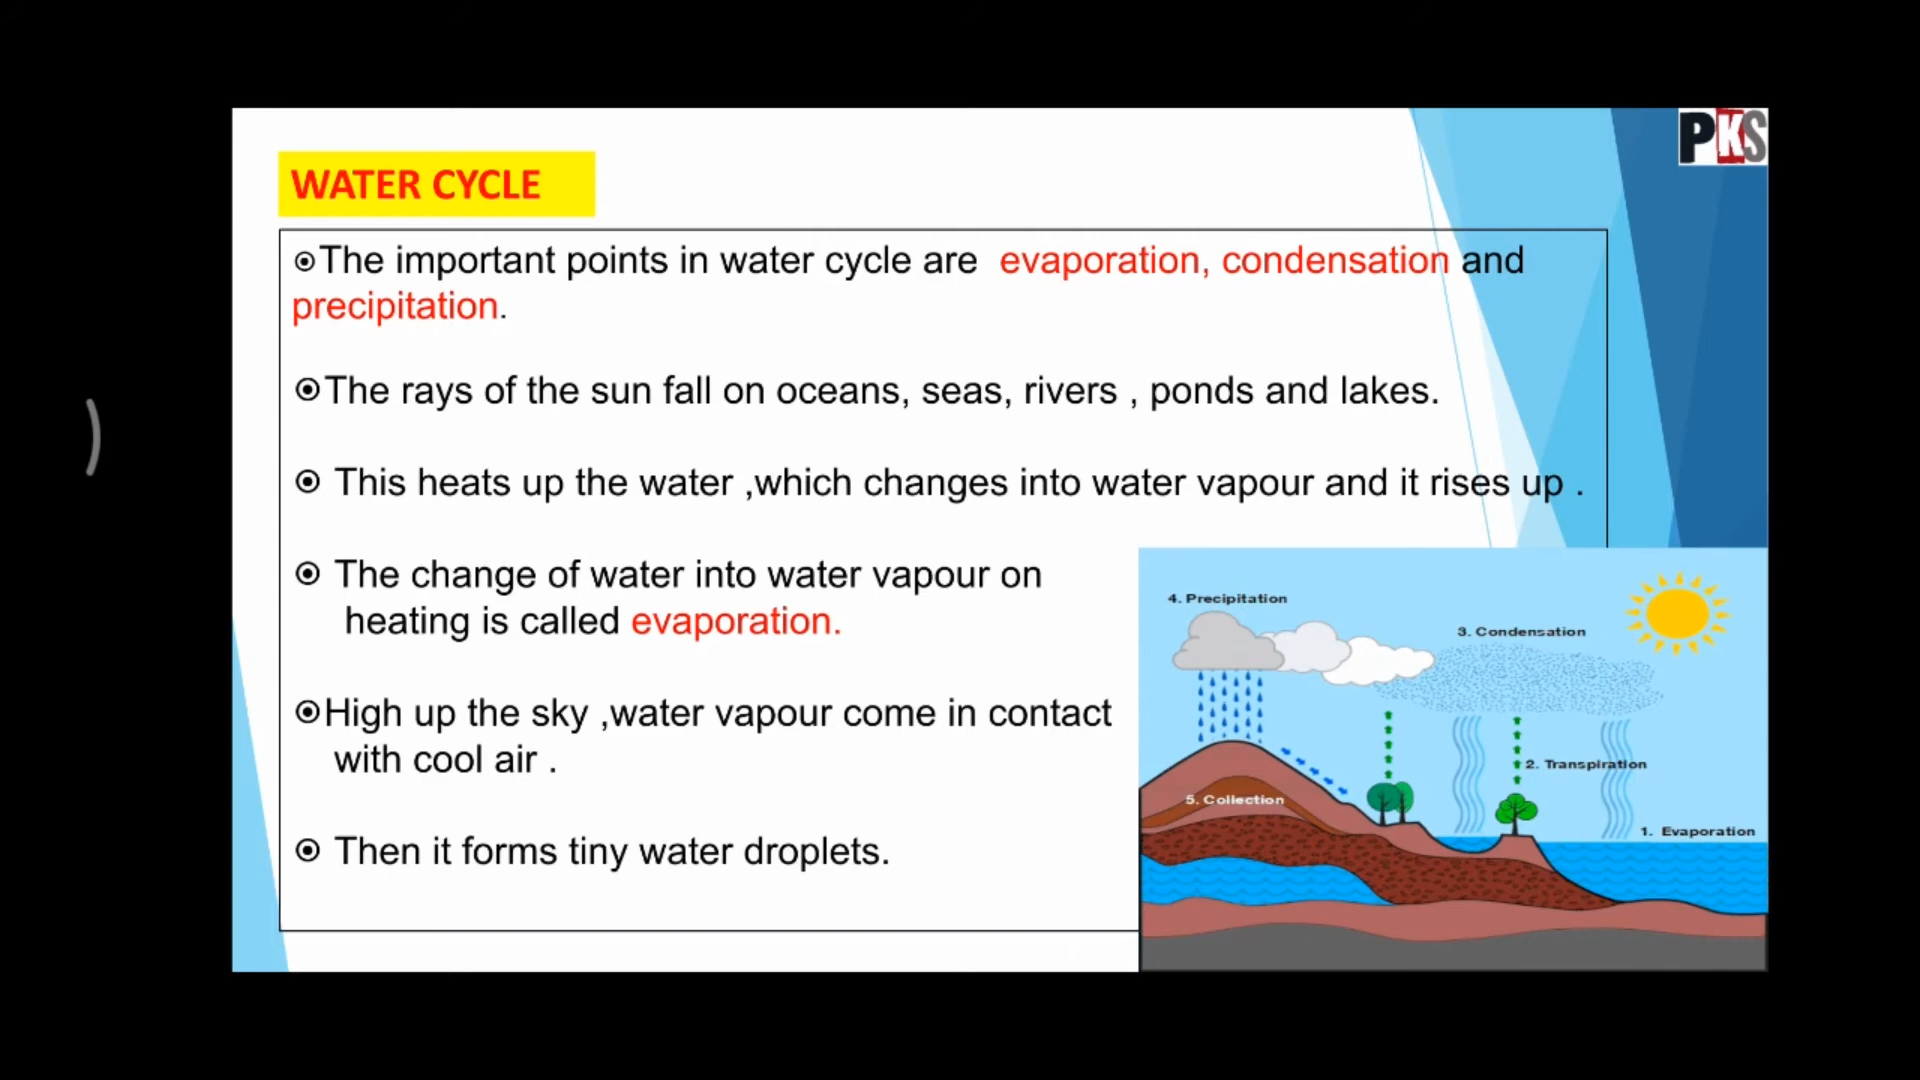 PKS
WATER CYCLE
⦿The important points in water cycle are evaporation, condensation and
precipitation.
⦿The rays of the sun fall on oceans, seas, rivers , ponds and lakes.
⦿ This heats up the water ,which changes into water vapour and it rises up .
⦿ The change of water into water vapour on
heating is called evaporation.
⦿High up the sky ,water vapour come in contact
with cool air .
⦿ Then it forms tiny water droplets.
4. Precipitation
3. Condensation
2. Transpiration
5. Collection
1. Evaporation